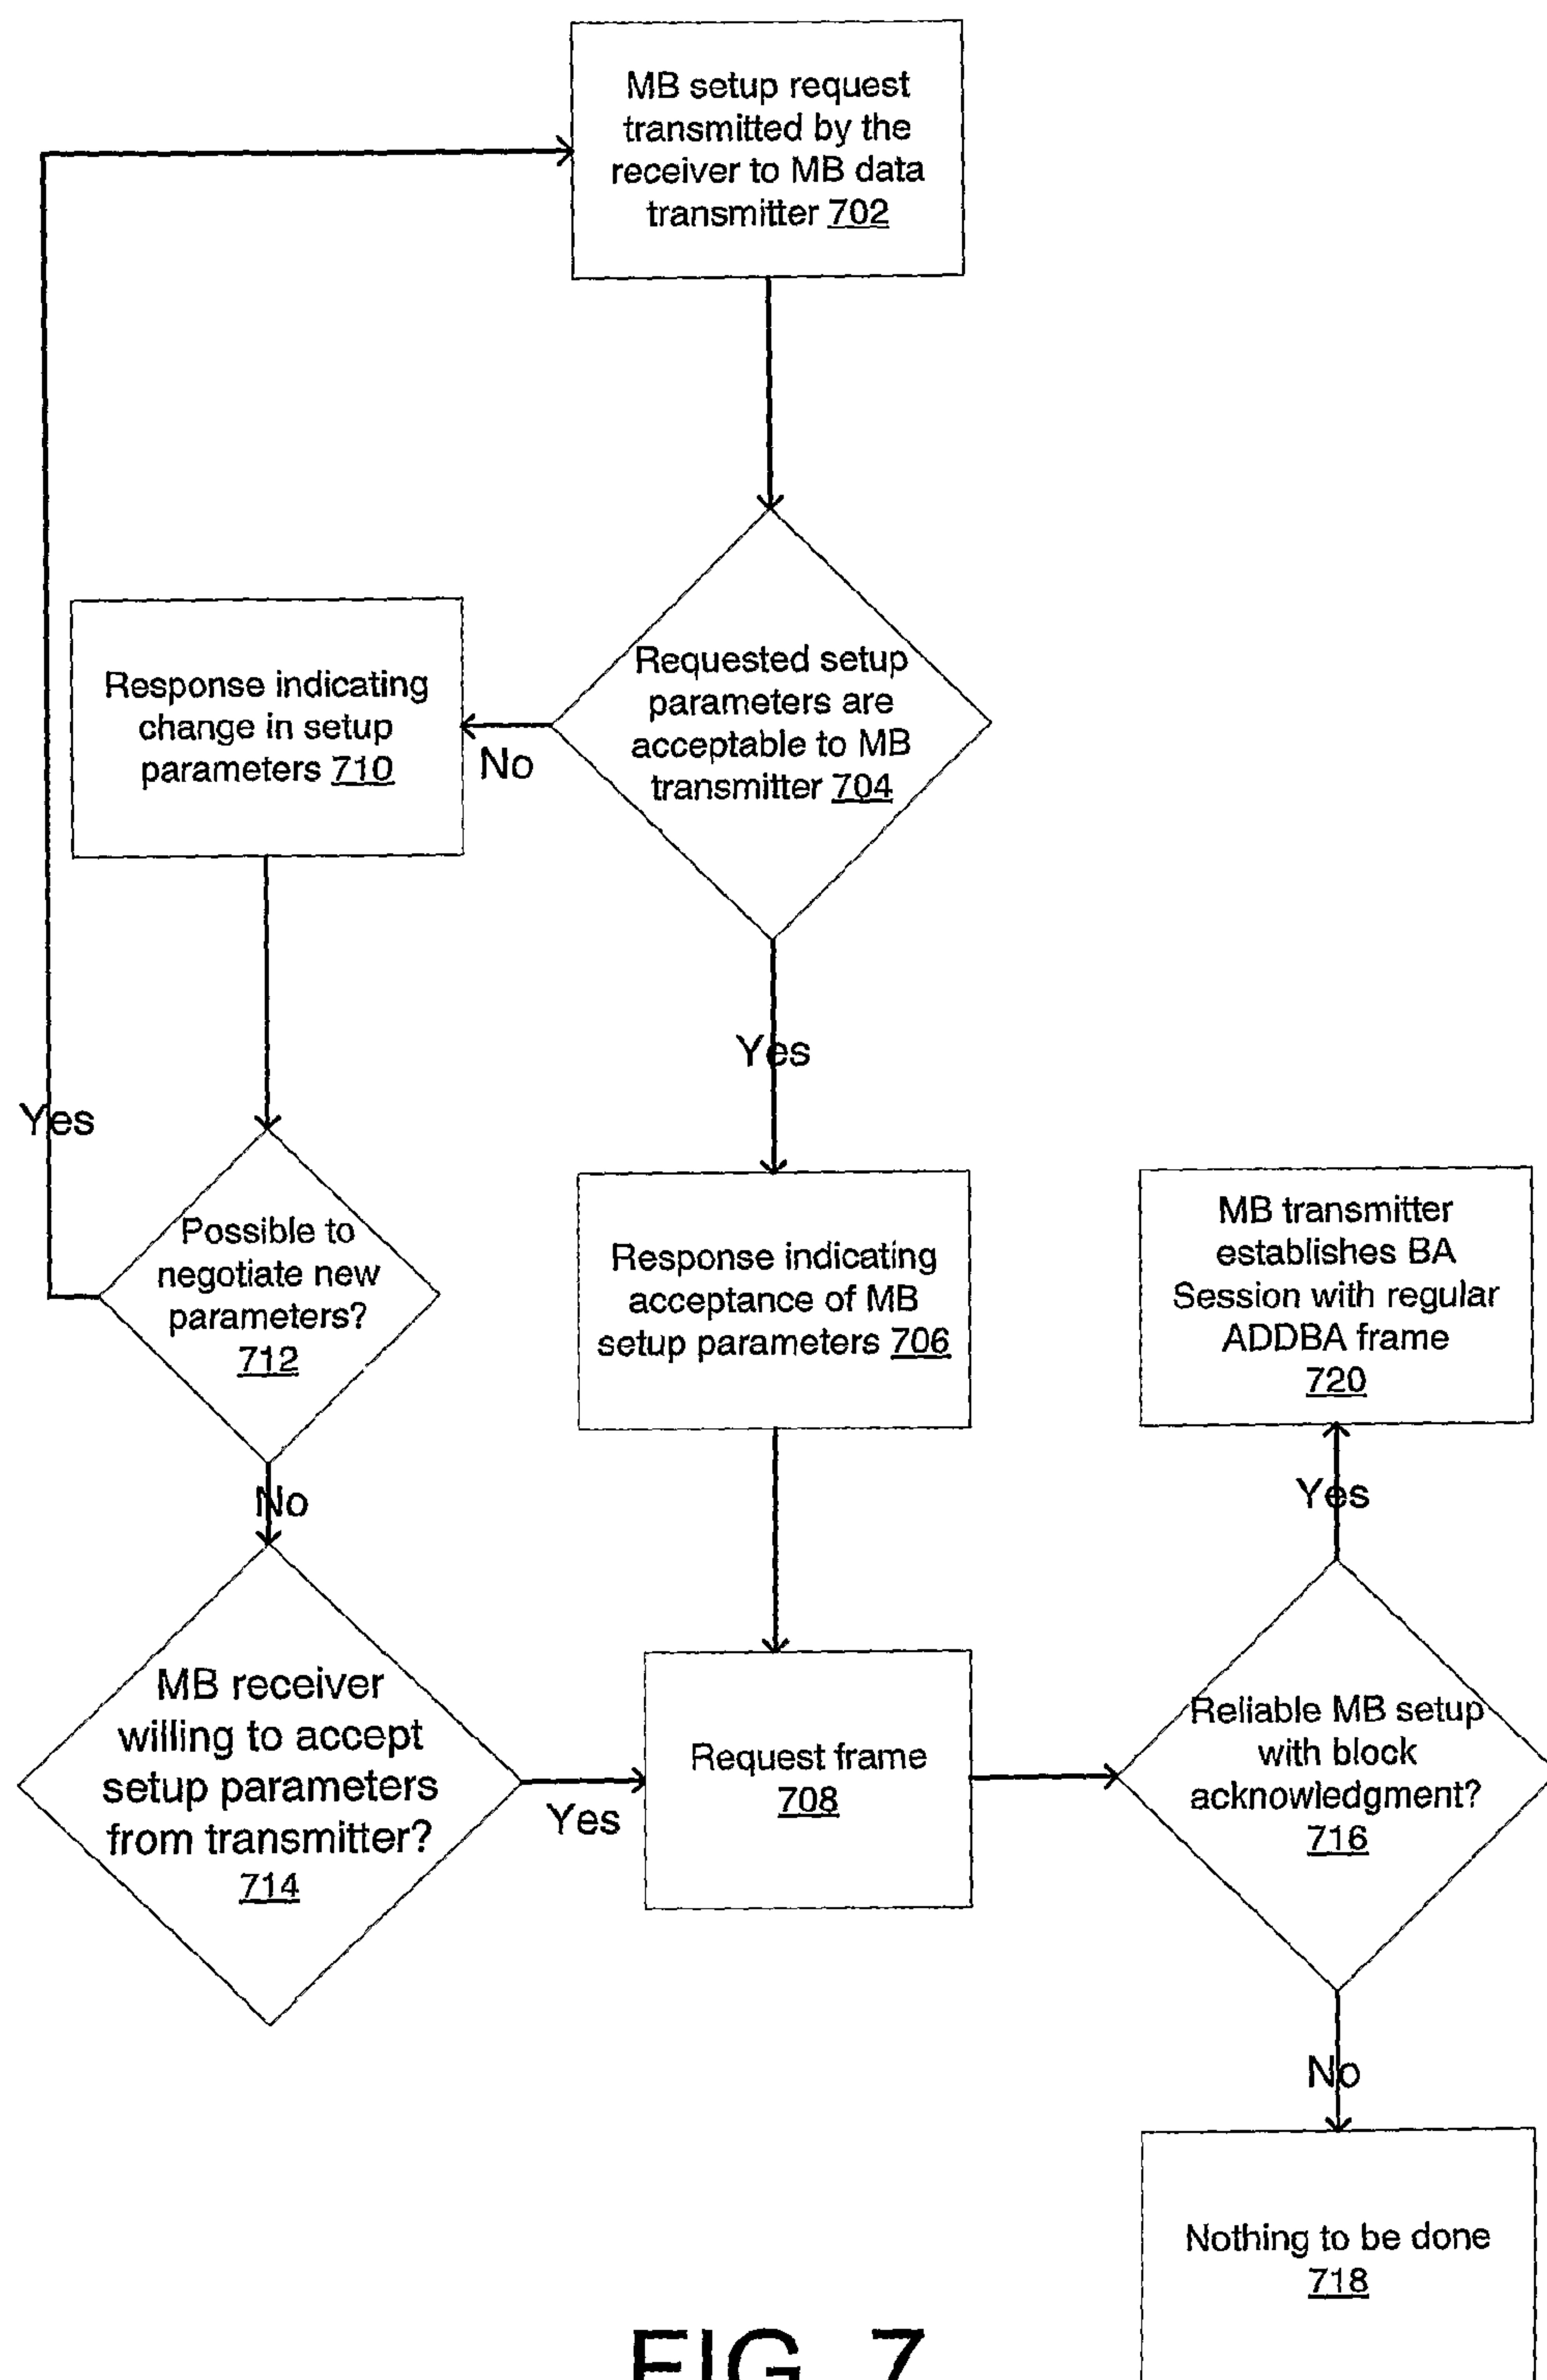 MB setup request
transmitted by the
receiver to MB data
transmitter 702
Requested setup
parameters are
acceptable to MB
transmitter 704
No
Response indicating
change in setup
parameters 710
Yes
Yes
Possible to
negotiate new
parameters?
712
Response indicating
acceptance of MB
setup parameters 706
MB transmitter
establishes BA
Session with regular
ADDBA frame
720
No
Yes
MB receiver
willing to accept
setup parameters
from transmitter?
714
Yes
Request frame
708
Reliable MB setup
with block
acknowledgment?
716
No
Nothing to be done
718
FIG. 7